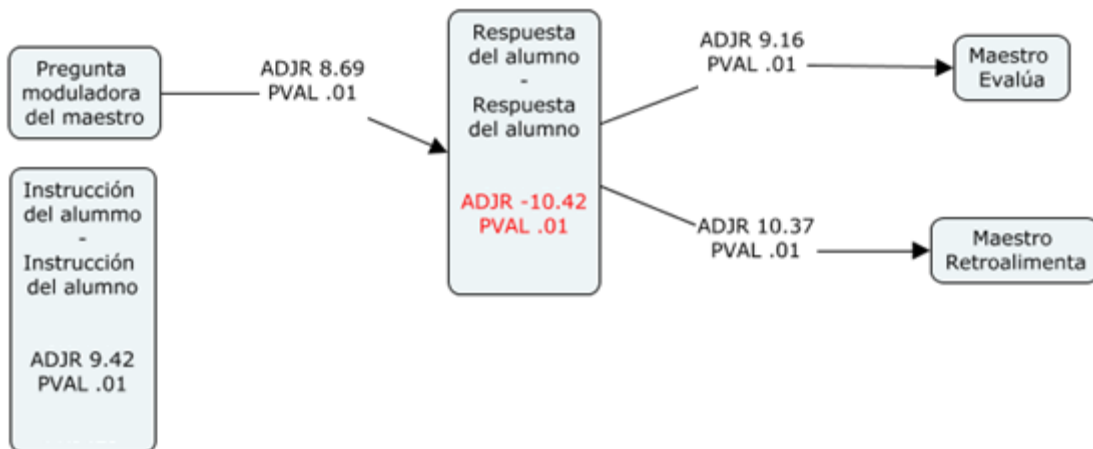 Pregunta
moduladora
del maestro
ADJR 8.69
PVAL .01
Respuesta
del alumno
-
Respuesta
del alumno
ADJR -10.42
PVAL .01
ADJR 9.16
PVAL .01
Maestro
Evalúa
ADJR 10.37
PVAL .01
Maestro
Retroalimenta
Instrucción
del alummo
-
Instrucción
del alumno
ADJR 9.42
PVAL .01